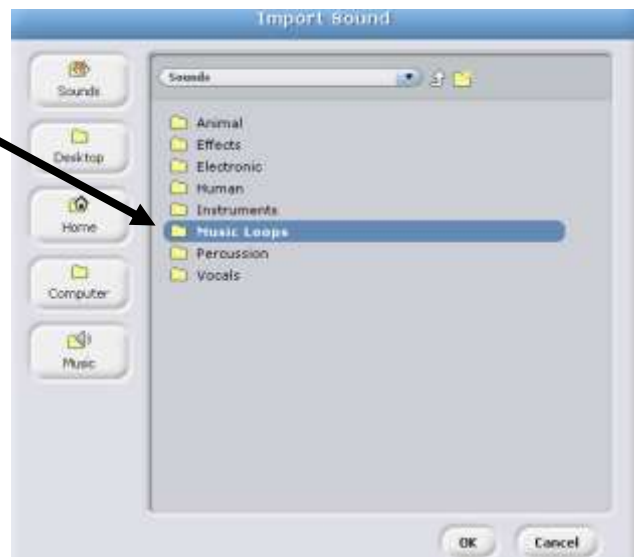 Import Sound
Sounds
Sounds
Desktop
Home
Computer
Music
Animal
Effects
Electronic
Human
Instruments
Music Loops
Percussion
Vocals
OK
Cancel